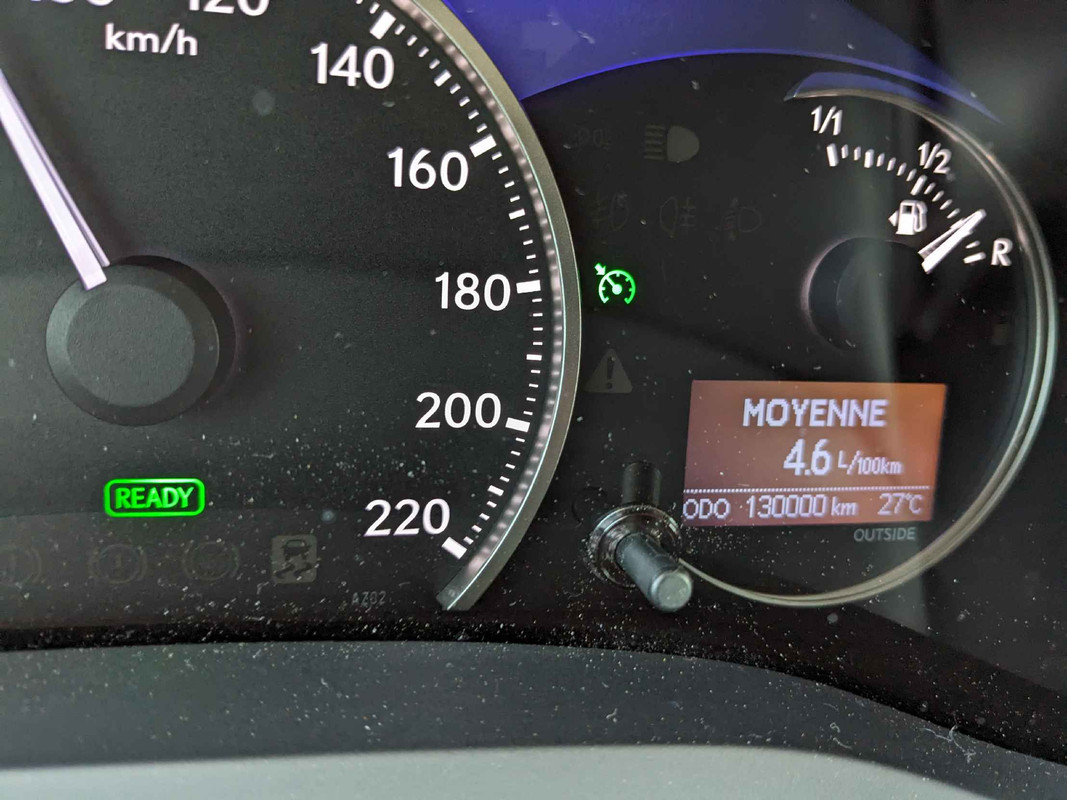 120
km/h
140
160
180
200
220
READY
A202
1/1
1/2
R
MOYENNE
4.6 L/100km
ODO 130000 km 27°C
OUTSIDE